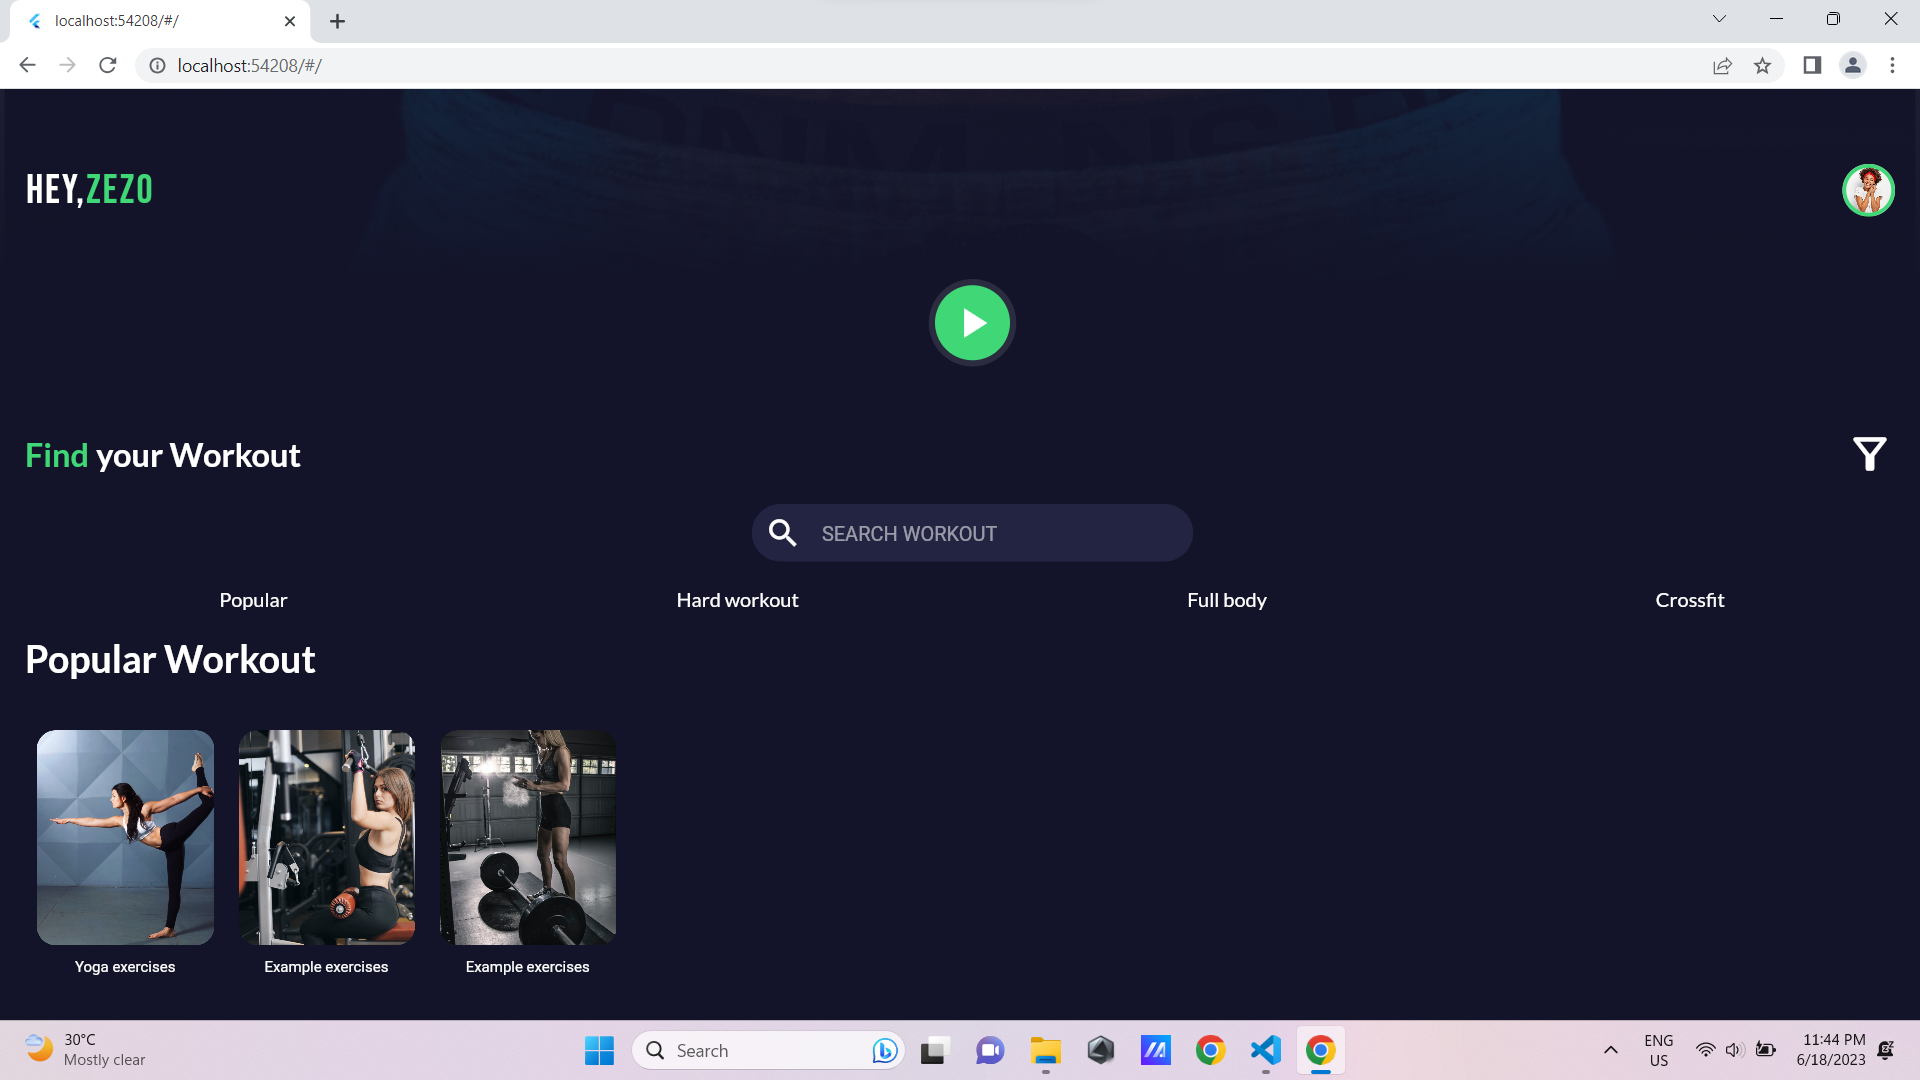 localhost:54208/#/
localhost:54208/#/
HEY,ZEZO
Find your Workout
SEARCH WORKOUT
Popular
Hard workout
Full body
Crossfit
Popular Workout
Yoga exercises
Example exercises
Example exercises
30°C
Mostly clear
Search
ENG
US
11:44 PM
6/18/2023